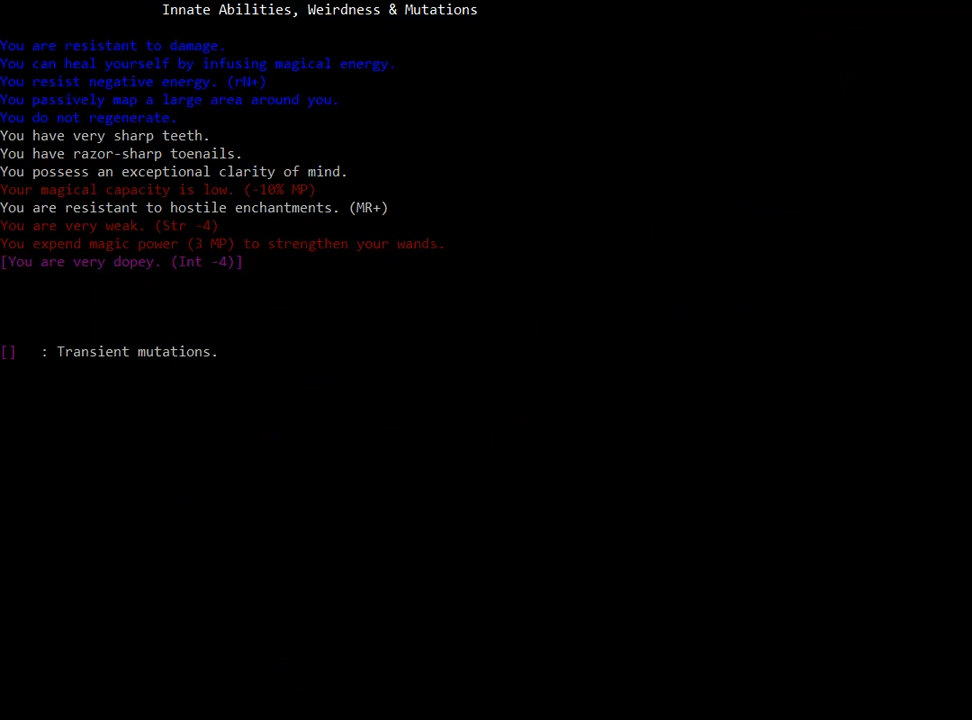 Innate Abilities, Weirdness & Mutations
You are resistant to damage.
You can heal yourself by infusing magical energy.
You resist negative energy. (rN+)
You passively map a large area around you.
You do not regenerate.
You have very sharp teeth.
You have razor-sharp toenails.
You possess an exceptional clarity of mind.
Your magical capacity is low. (-10% MP)
You are resistant to hostile enchantments. (MR+)
You are very weak. (Str -4)
You expend magic power (3 MP) to strengthen your wands.
[You are very dopey. (Int -4)]
[] : Transient mutations.